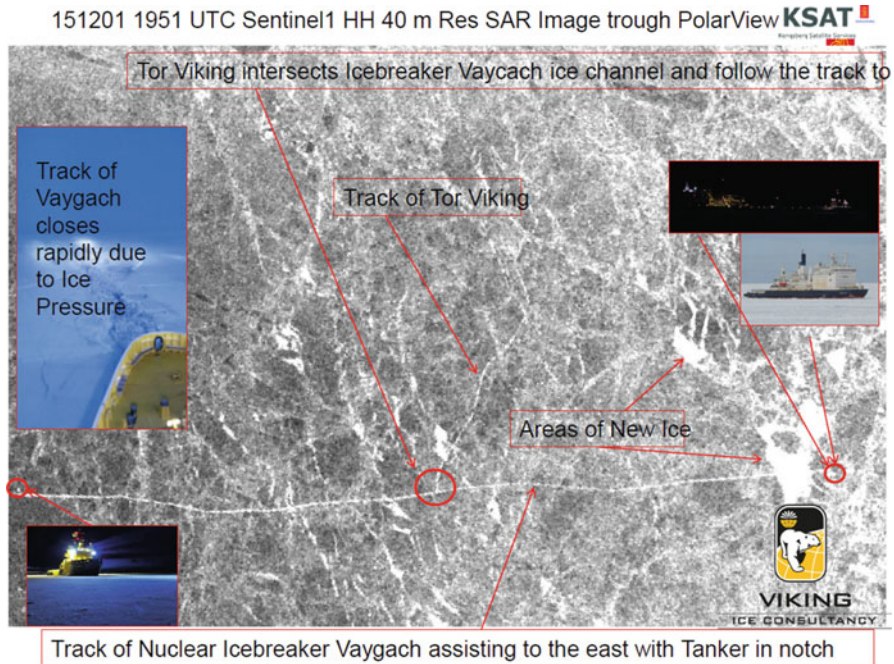 151201 1951 UTC Sentinel1 HH 40 m Res SAR Image trough PolarView
KSAT
Kongsberg Satellite Services
Tor Viking intersects Icebreaker Vaycach ice channel and follow the track to
Track of
Vaygach
closes
rapidly due
to Ice
Pressure
Track of Tor Viking
Areas of New Ice
VIKING
ICE CONSULTANCY
Track of Nuclear Icebreaker Vaygach assisting to the east with Tanker in notch